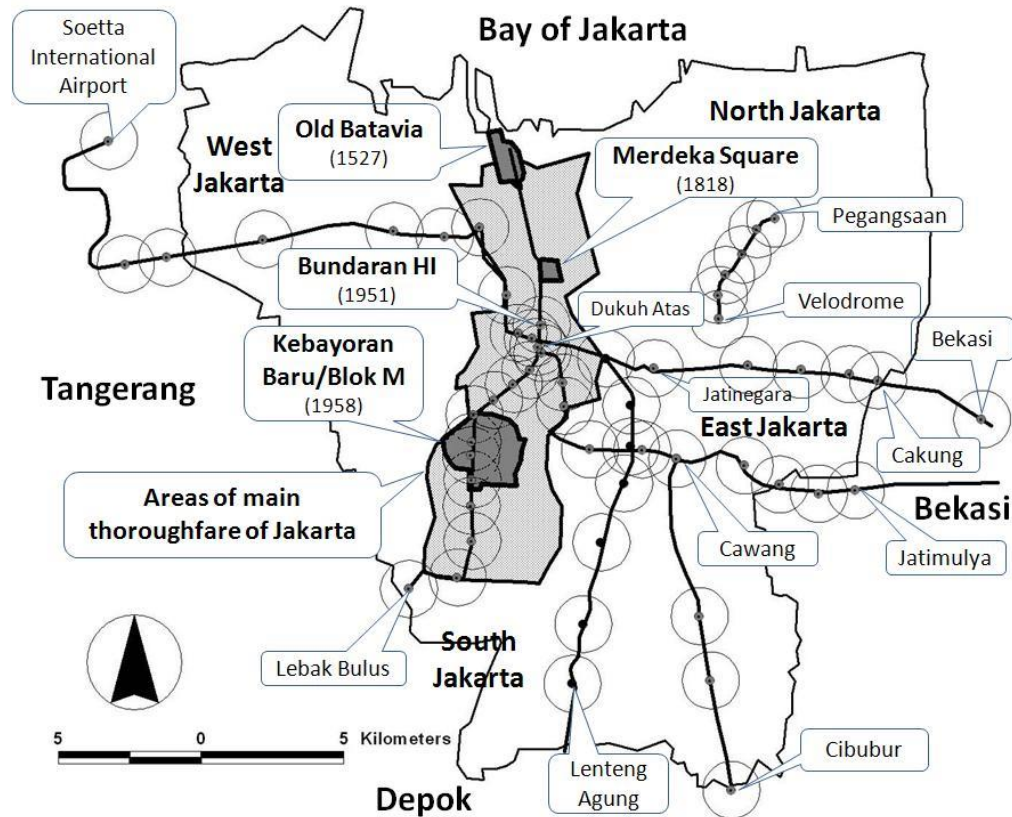 Soetta
International
Airport
Bay of Jakarta
North Jakarta
Old Batavia
(1527)
West
Jakarta
Merdeka Square
(1818)
Pegangsaan
Bundaran HI
(1951)
Dukuh Atas
Velodrome
Bekasi
Kebayoran
Baru/Blok M
(1958)
Tangerang
Jatinegara
East Jakarta
Cakung
Areas of main
thoroughfare of Jakarta
Bekasi
Cawang
Jatimulya
South
Jakarta
Lebak Bulus
5 0 5 Kilometers
Cibubur
Lenteng
Agung
Depok